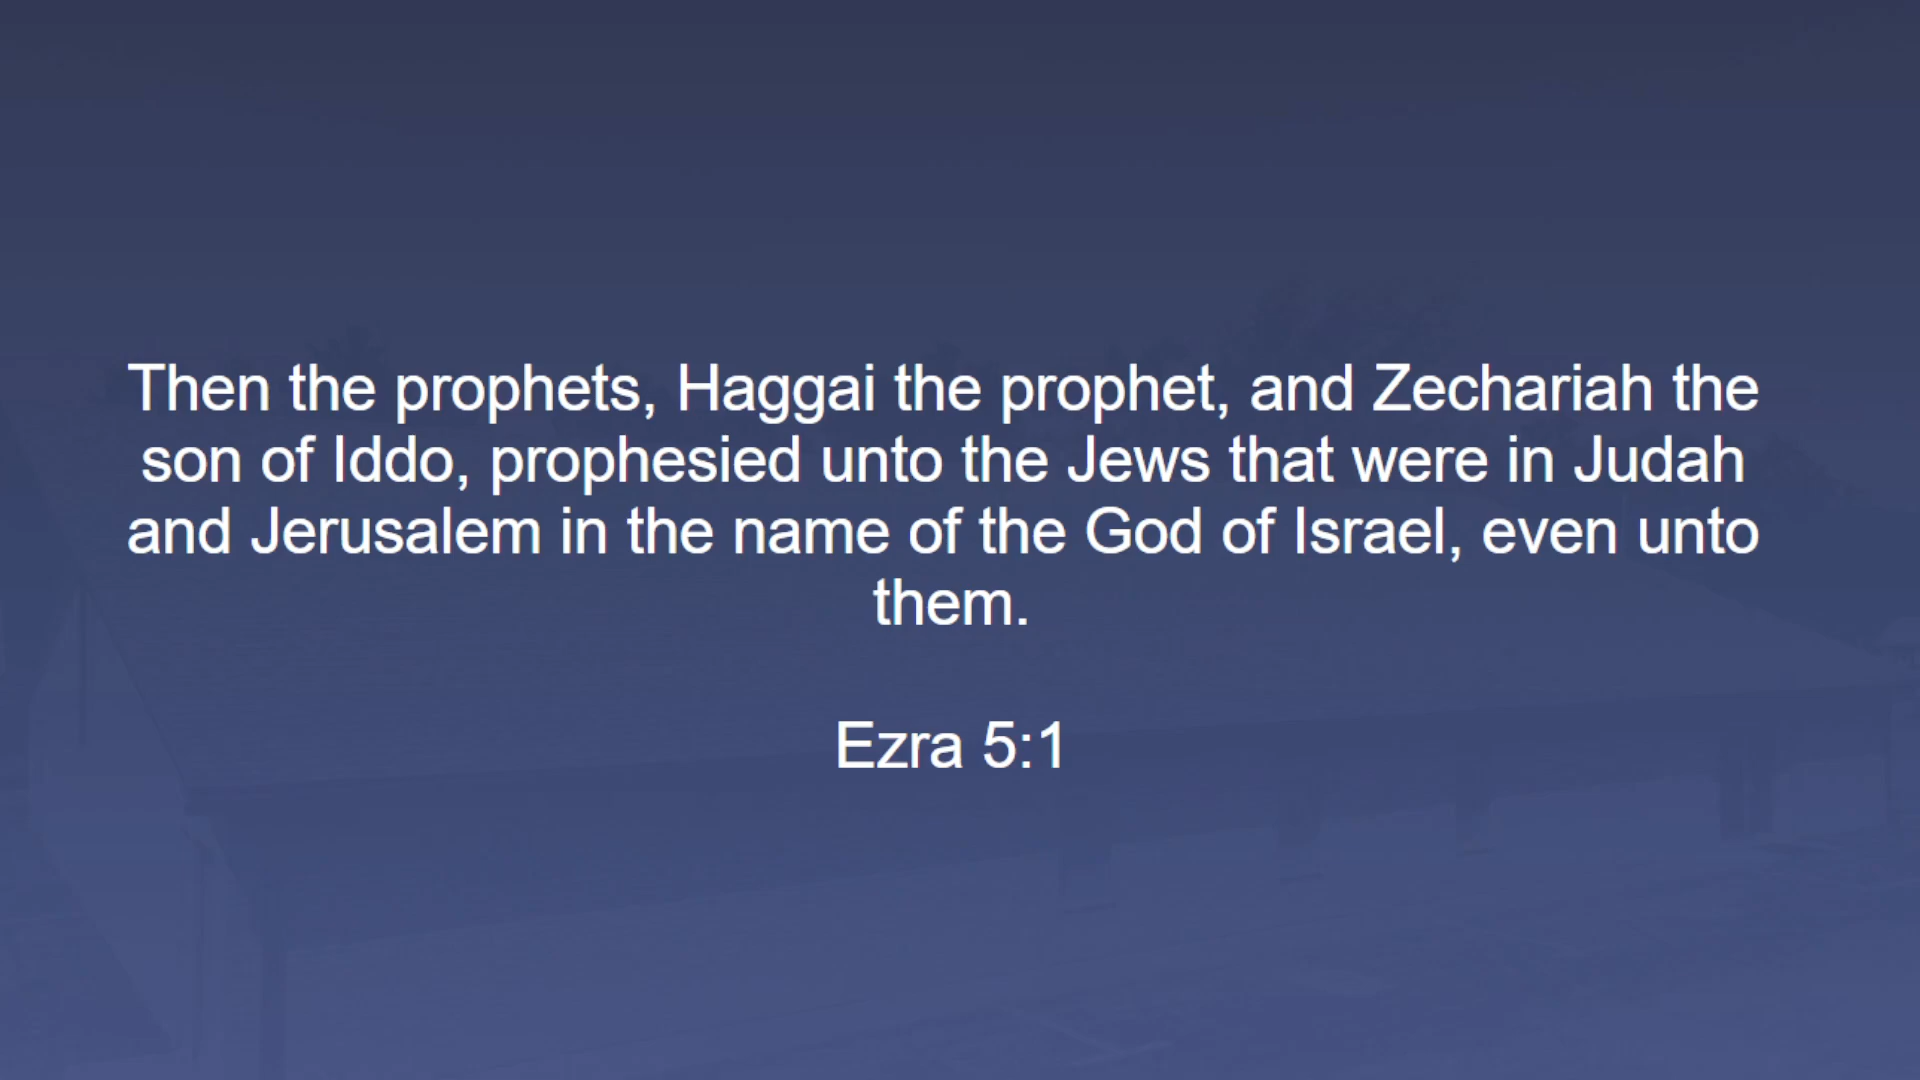 Then the prophets, Haggai the prophet, and Zechariah the
son of Iddo, prophesied unto the Jews that were in Judah
and Jerusalem in the name of the God of Israel, even unto
them.
Ezra 5:1